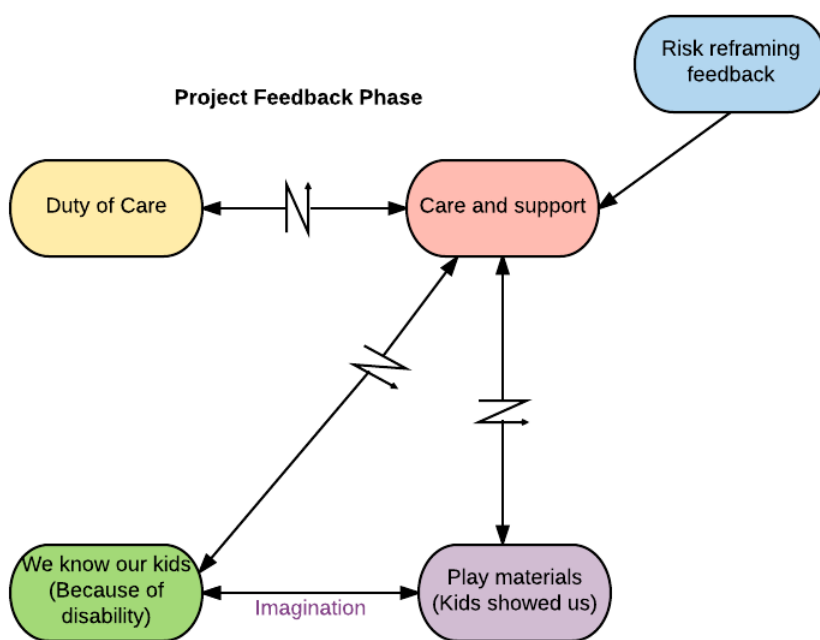 Risk reframing
feedback
Project Feedback Phase
Duty of Care
Care and support
We know our kids
(Because of
disability)
Imagination
Play materials
(Kids showed us)